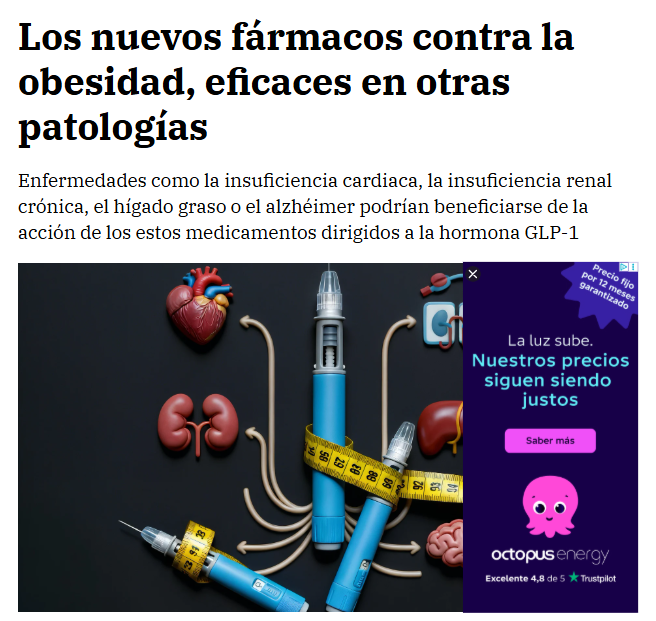 Los nuevos fármacos contra la
obesidad, eficaces en otras
patologías
Enfermedades como la insuficiencia cardiaca, la insuficiencia renal
crónica, el hígado graso o el alzhéimer podrían beneficiarse de la
acción de los estos medicamentos dirigidos a la hormona GLP-1
Precio fijo
por 12 meses
garantizado
La luz sube.
Nuestros precios
siguen siendo
justos
Saber más
octopus energy
Excelente 4,8 de 5 Trustpilot